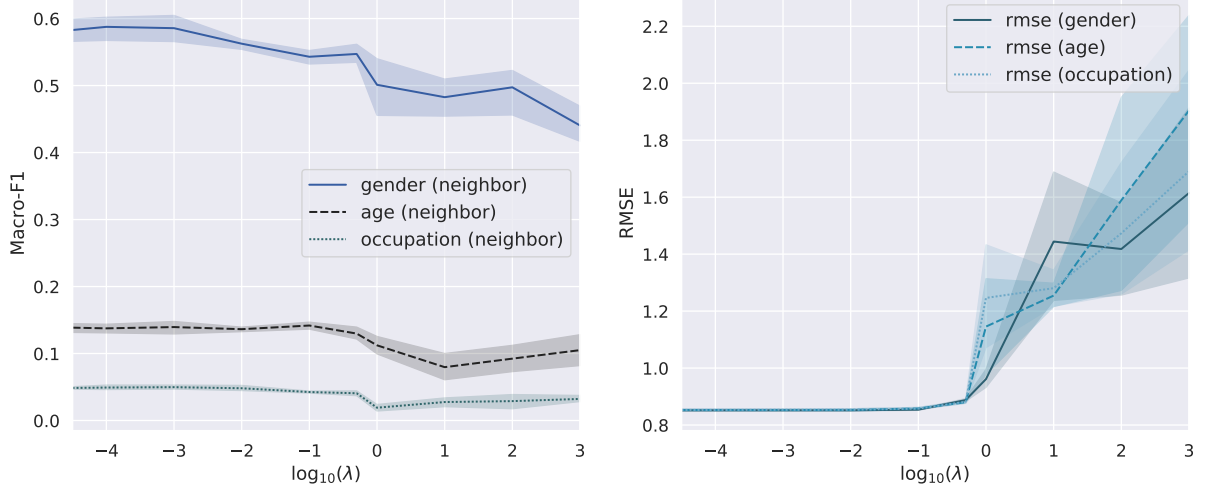 0.6
0.5
0.4
0.3
0.2
0.1
0.0
Macro-F1
gender (neighbor)
age (neighbor)
occupation (neighbor)
−4 −3 −2 −1 0 1 2 3
log₁₀(λ)
2.2
2.0
1.8
1.6
1.4
1.2
1.0
0.8
RMSE
rmse (gender)
rmse (age)
rmse (occupation)
−4 −3 −2 −1 0 1 2 3
log₁₀(λ)